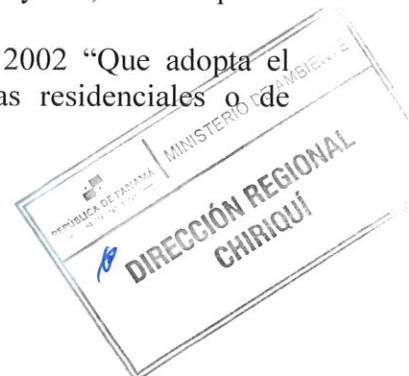 2002 “Que adopta el
as residenciales o de
REPÚBLICA DE PANAMÁ
MINISTERIO DE AMBIENTE
DIRECCIÓN REGIONAL
CHIRIQUÍ